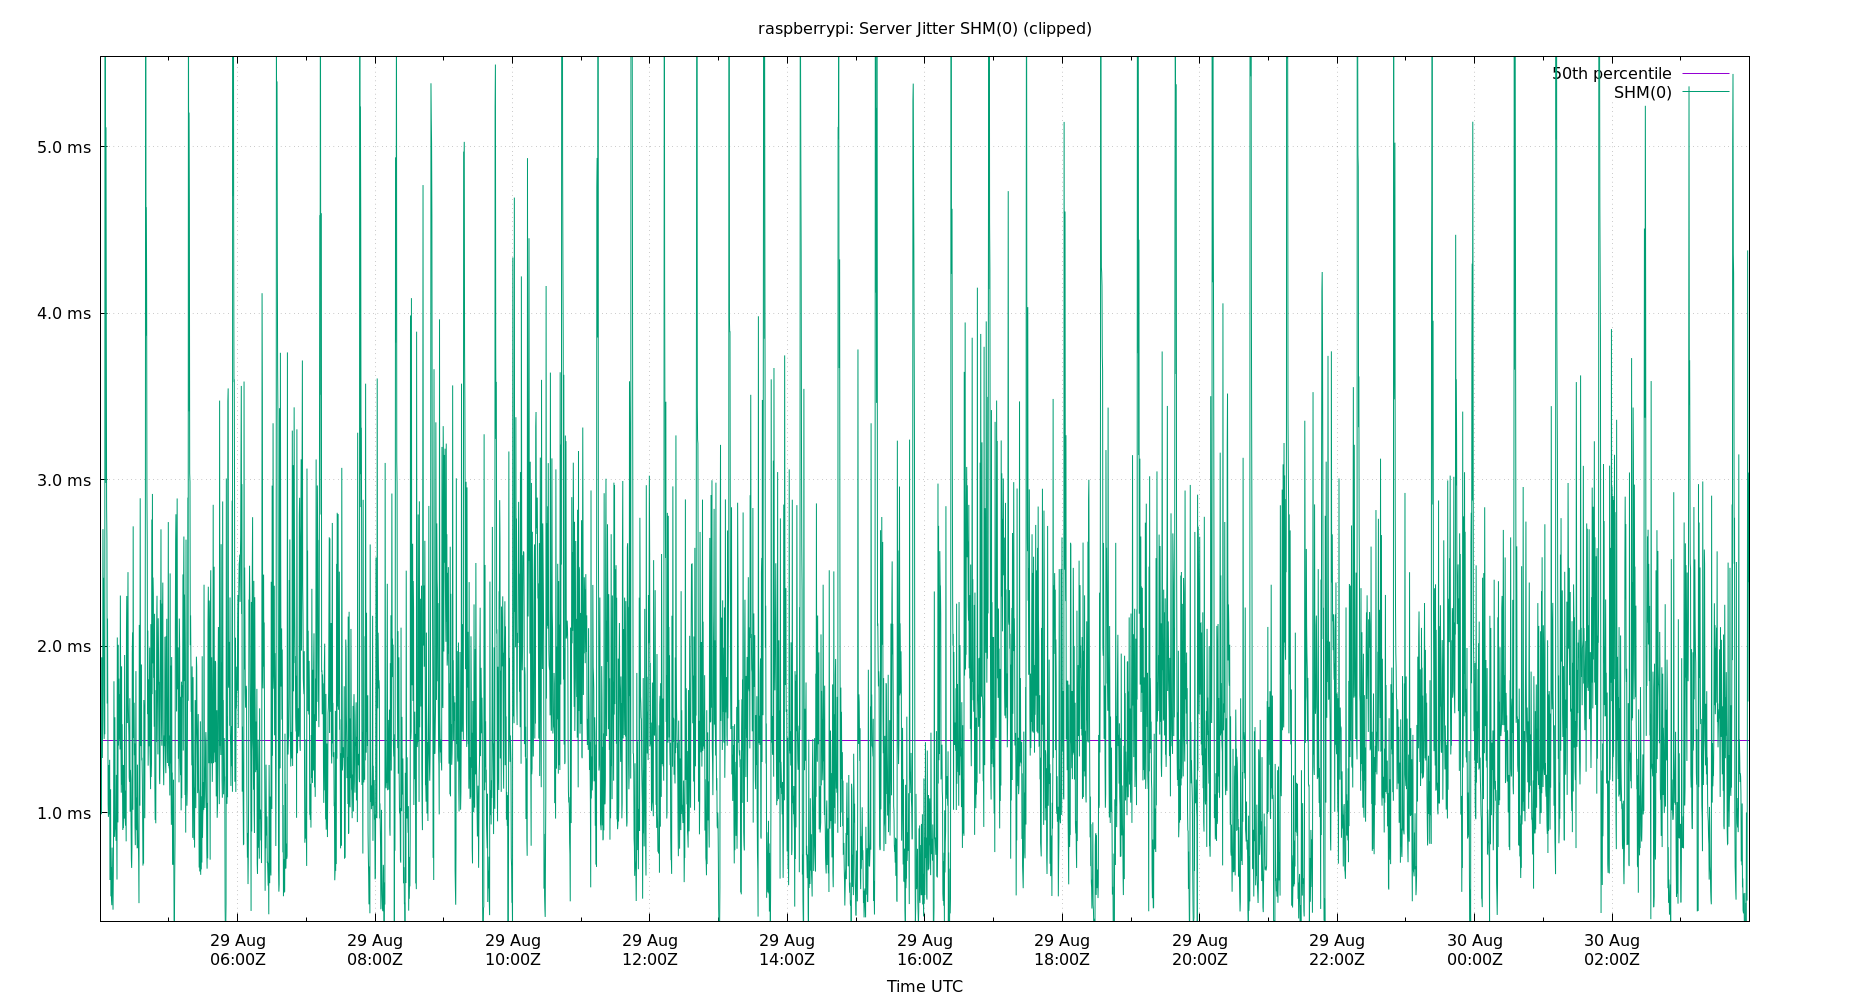 raspberrypi: Server Jitter SHM(0) (clipped)
50th percentile
SHM(0)
5.0 ms
4.0 ms
3.0 ms
2.0 ms
1.0 ms
29 Aug 29 Aug 29 Aug 29 Aug 29 Aug 29 Aug 29 Aug 29 Aug 29 Aug 30 Aug 30 Aug
06:00Z 08:00Z 10:00Z 12:00Z 14:00Z 16:00Z 18:00Z 20:00Z 22:00Z 00:00Z 02:00Z
Time UTC